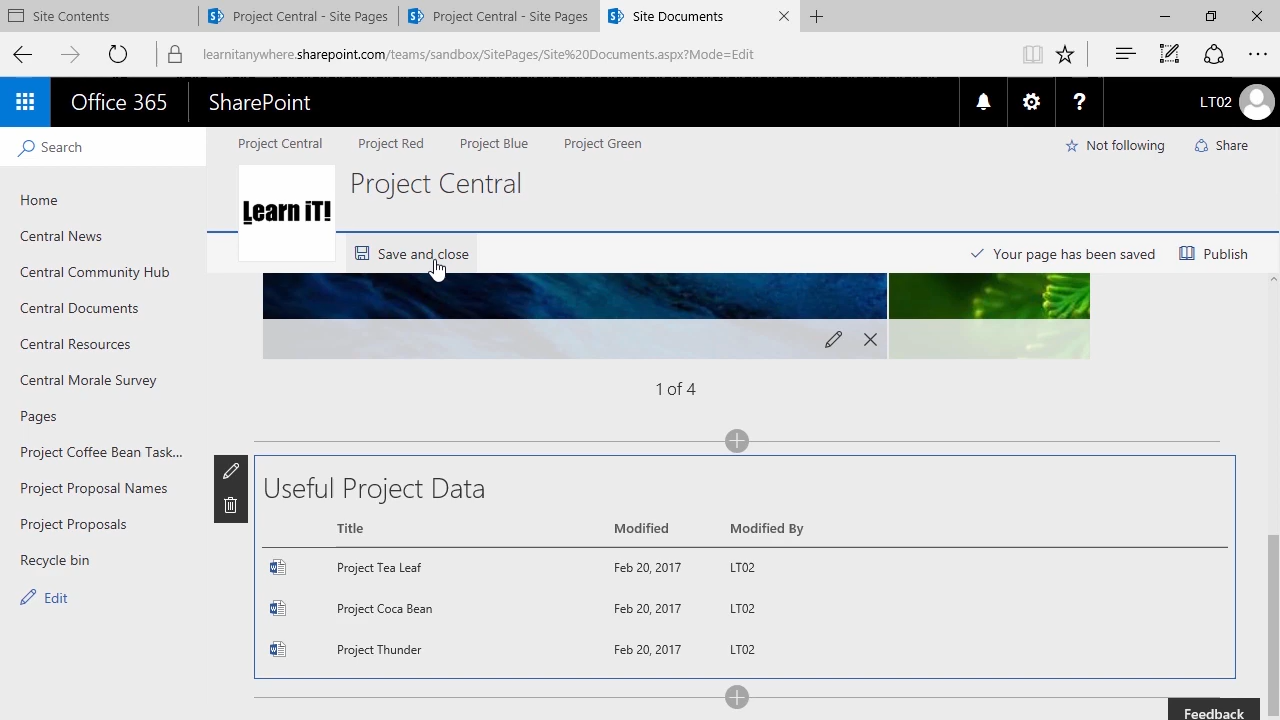 Site Contents
Project Central - Site Pages
Project Central - Site Pages
Site Documents
learnitanywhere.sharepoint.com/teams/sandbox/SitePages/Site%20Documents.aspx?Mode=Edit
Office 365
SharePoint
?
LT02
Search
Project Central
Project Red
Project Blue
Project Green
Not following
Share
Learn iT!
Project Central
Save and close
Your page has been saved
Publish
Home
Central News
Central Community Hub
Central Documents
Central Resources
Central Morale Survey
Pages
Project Coffee Bean Task...
Project Proposal Names
Project Proposals
Recycle bin
Edit
1 of 4
Useful Project Data
Title Modified Modified By
Project Tea Leaf Feb 20, 2017 LT02
Project Coca Bean Feb 20, 2017 LT02
Project Thunder Feb 20, 2017 LT02
Feedback